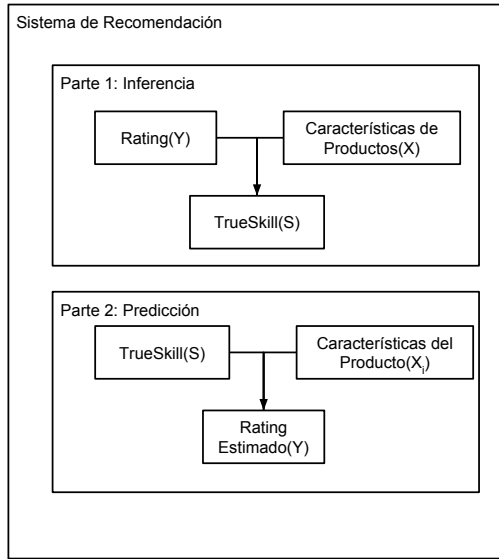 Sistema de Recomendación
Parte 1: Inferencia
Rating(Y)
Características de
Productos(X)
TrueSkill(S)
Parte 2: Predicción
TrueSkill(S)
Características del
Producto(Xi)
Rating
Estimado(Y)